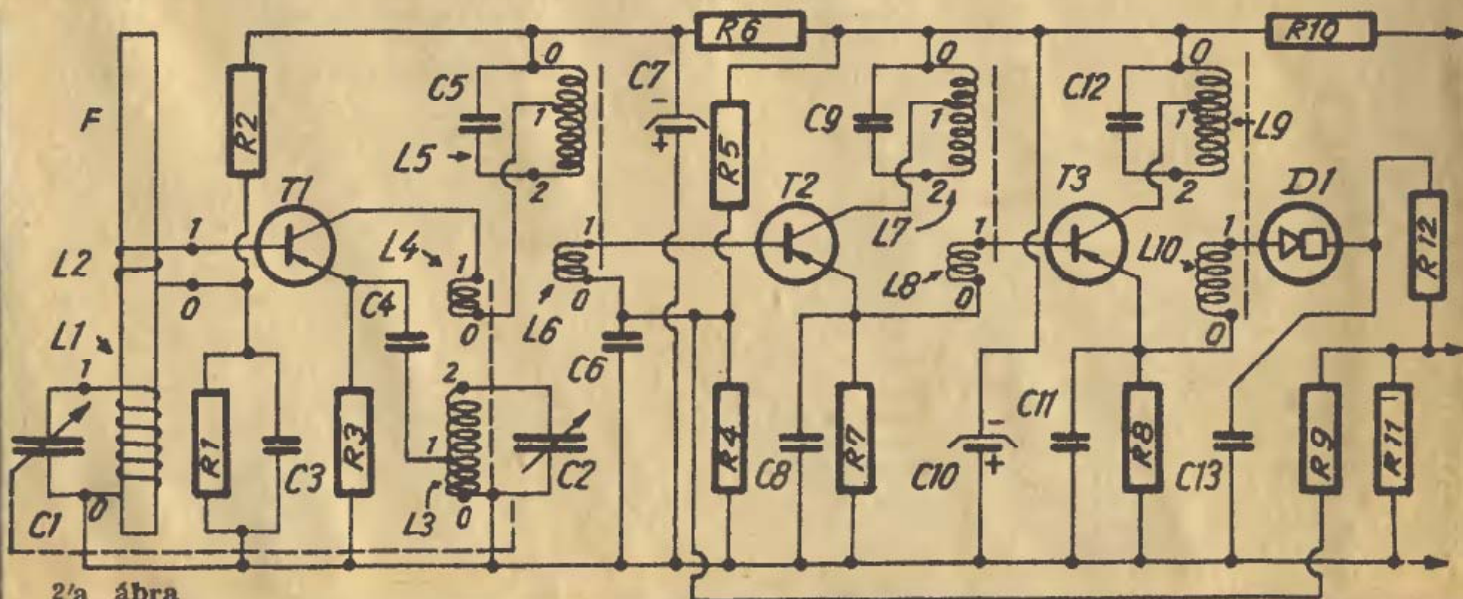 R6
R10
0
0
0
C5
C7
-
C9
C12
F
R2
1
+
R5
1
1
L9
L5
2
T1
T2
2
L7
T3
2
D1
R12
1
L2
0
L4
1
1
L8
1
L10
1
0
C4
0
L6
0
0
0
L1
1
C6
2
R1
C3
R3
1
C2
R4
C8
R7
-
C10
+
C11
R8
C13
R9
R11
C1
0
L3
0
2/a ábra